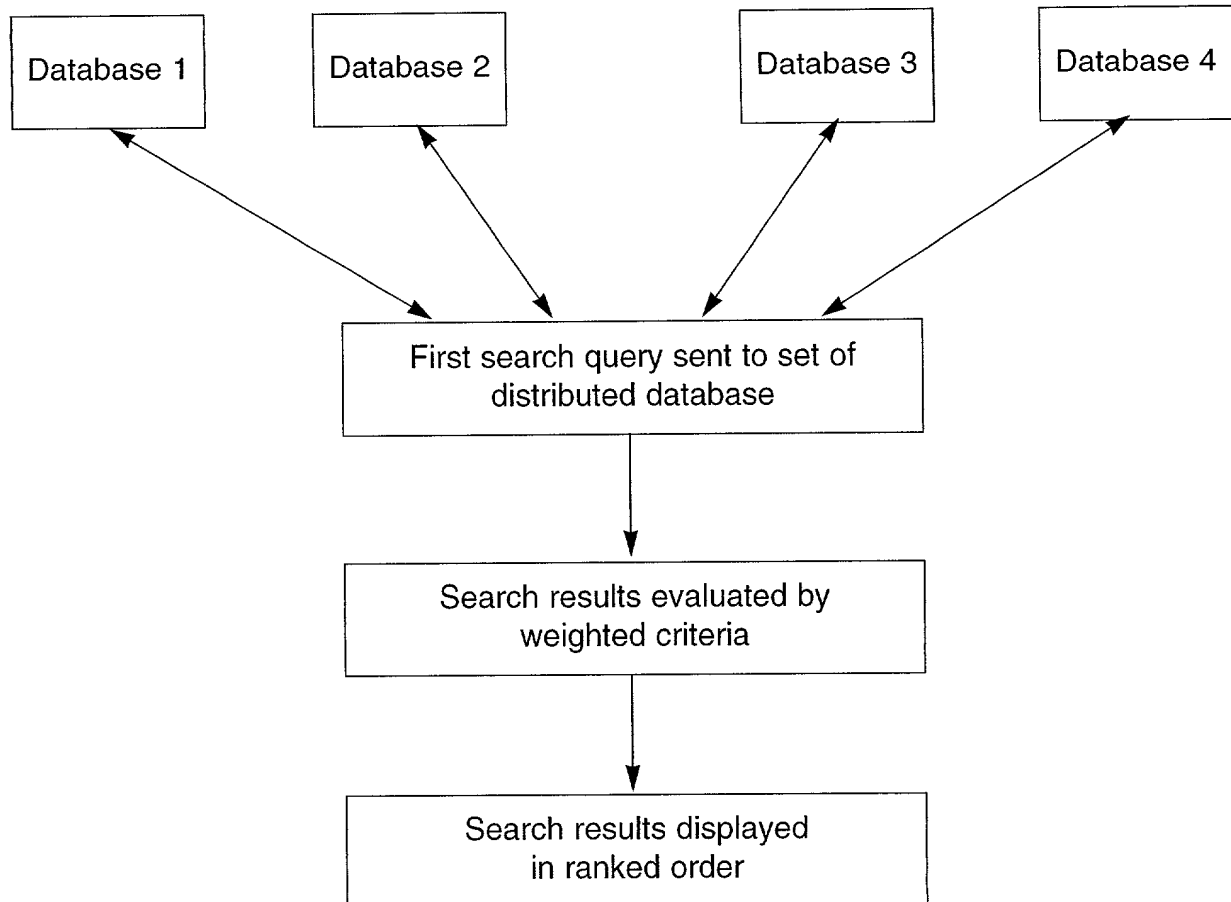 Database 1
Database 2
Database 3
Database 4
First search query sent to set of
distributed database
Search results evaluated by
weighted criteria
Search results displayed
in ranked order